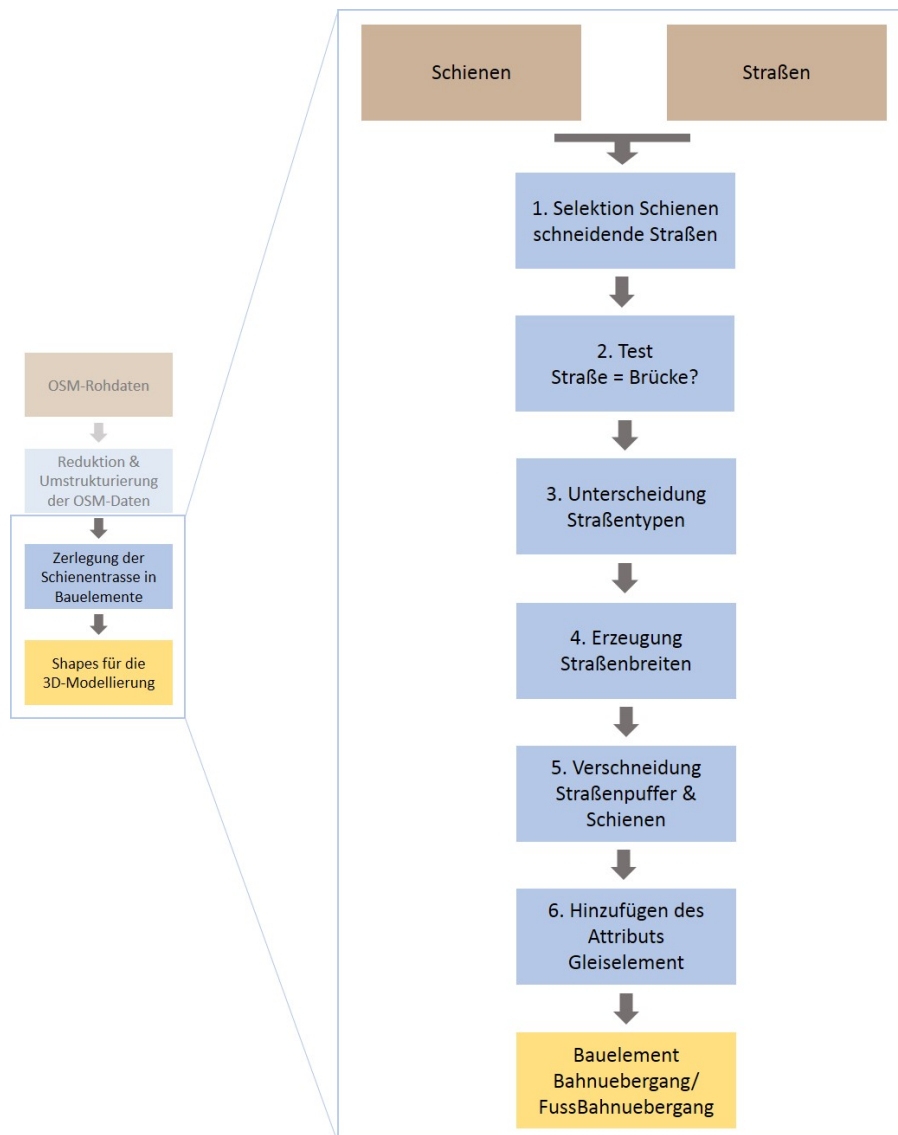 OSM-Rohdaten
Reduktion &
Umstrukturierung
der OSM-Daten
Zerlegung der
Schienentrasse in
Bauelemente
Shapes für die
3D-Modellierung
Schienen
Straßen
1. Selektion Schienen
schneidende Straßen
2. Test
Straße = Brücke?
3. Unterscheidung
Straßentypen
4. Erzeugung
Straßenbreiten
5. Verschneidung
Straßenpuffer &
Schienen
6. Hinzufügen des
Attributs
Gleiselement
Bauelement
Bahnuebergang/
FussBahnuebergang